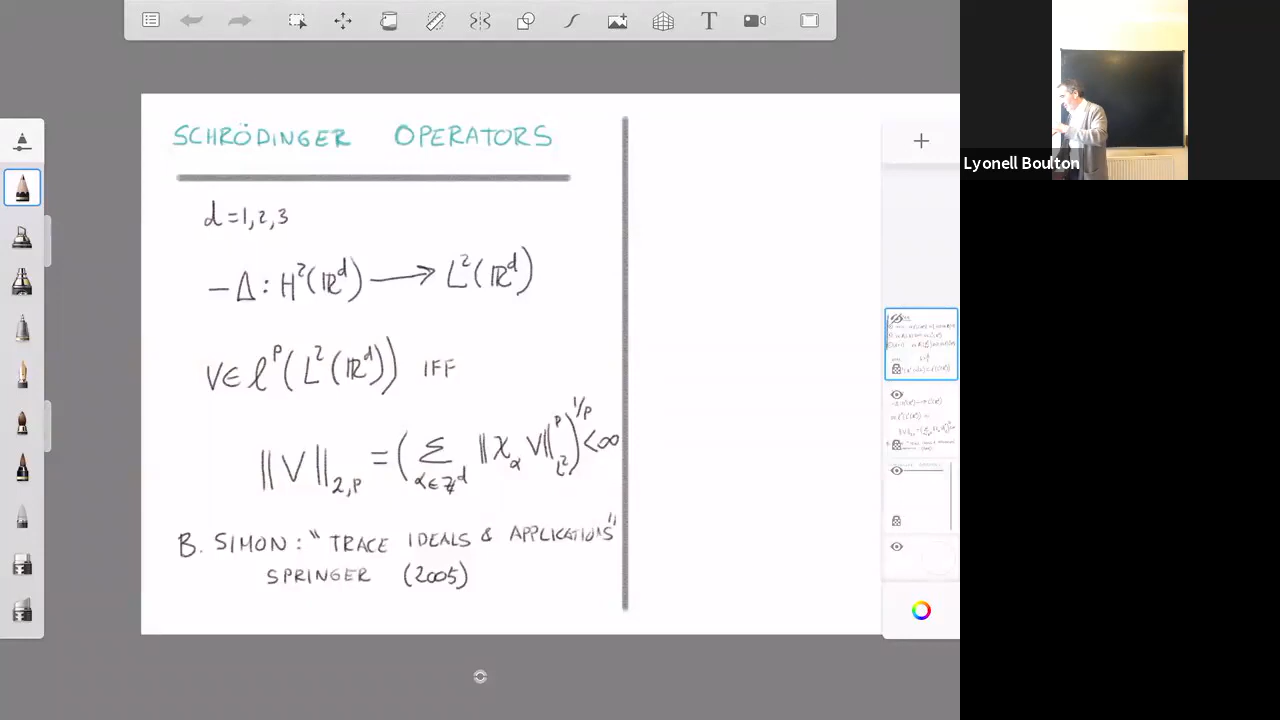 SCHRÖDINGER OPERATORS
d = 1, 2, 3
-Δ : H²(ℝᵈ) ⟶ L²(ℝᵈ)
V ∈ ℓᵖ(L²(ℝᵈ)) IFF
‖V‖₂,ₚ = (∑_{α∈ℤᵈ} ‖χ_α V‖ᵖ_{L²})^{1/p} < ∞
B. SIMON: "TRACE IDEALS & APPLICATIONS"
SPRINGER (2005)
Lyonell Boulton